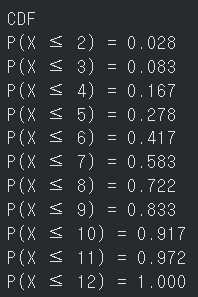 CDF
P(X ≤ 2) = 0.028
P(X ≤ 3) = 0.083
P(X ≤ 4) = 0.167
P(X ≤ 5) = 0.278
P(X ≤ 6) = 0.417
P(X ≤ 7) = 0.583
P(X ≤ 8) = 0.722
P(X ≤ 9) = 0.833
P(X ≤ 10) = 0.917
P(X ≤ 11) = 0.972
P(X ≤ 12) = 1.000